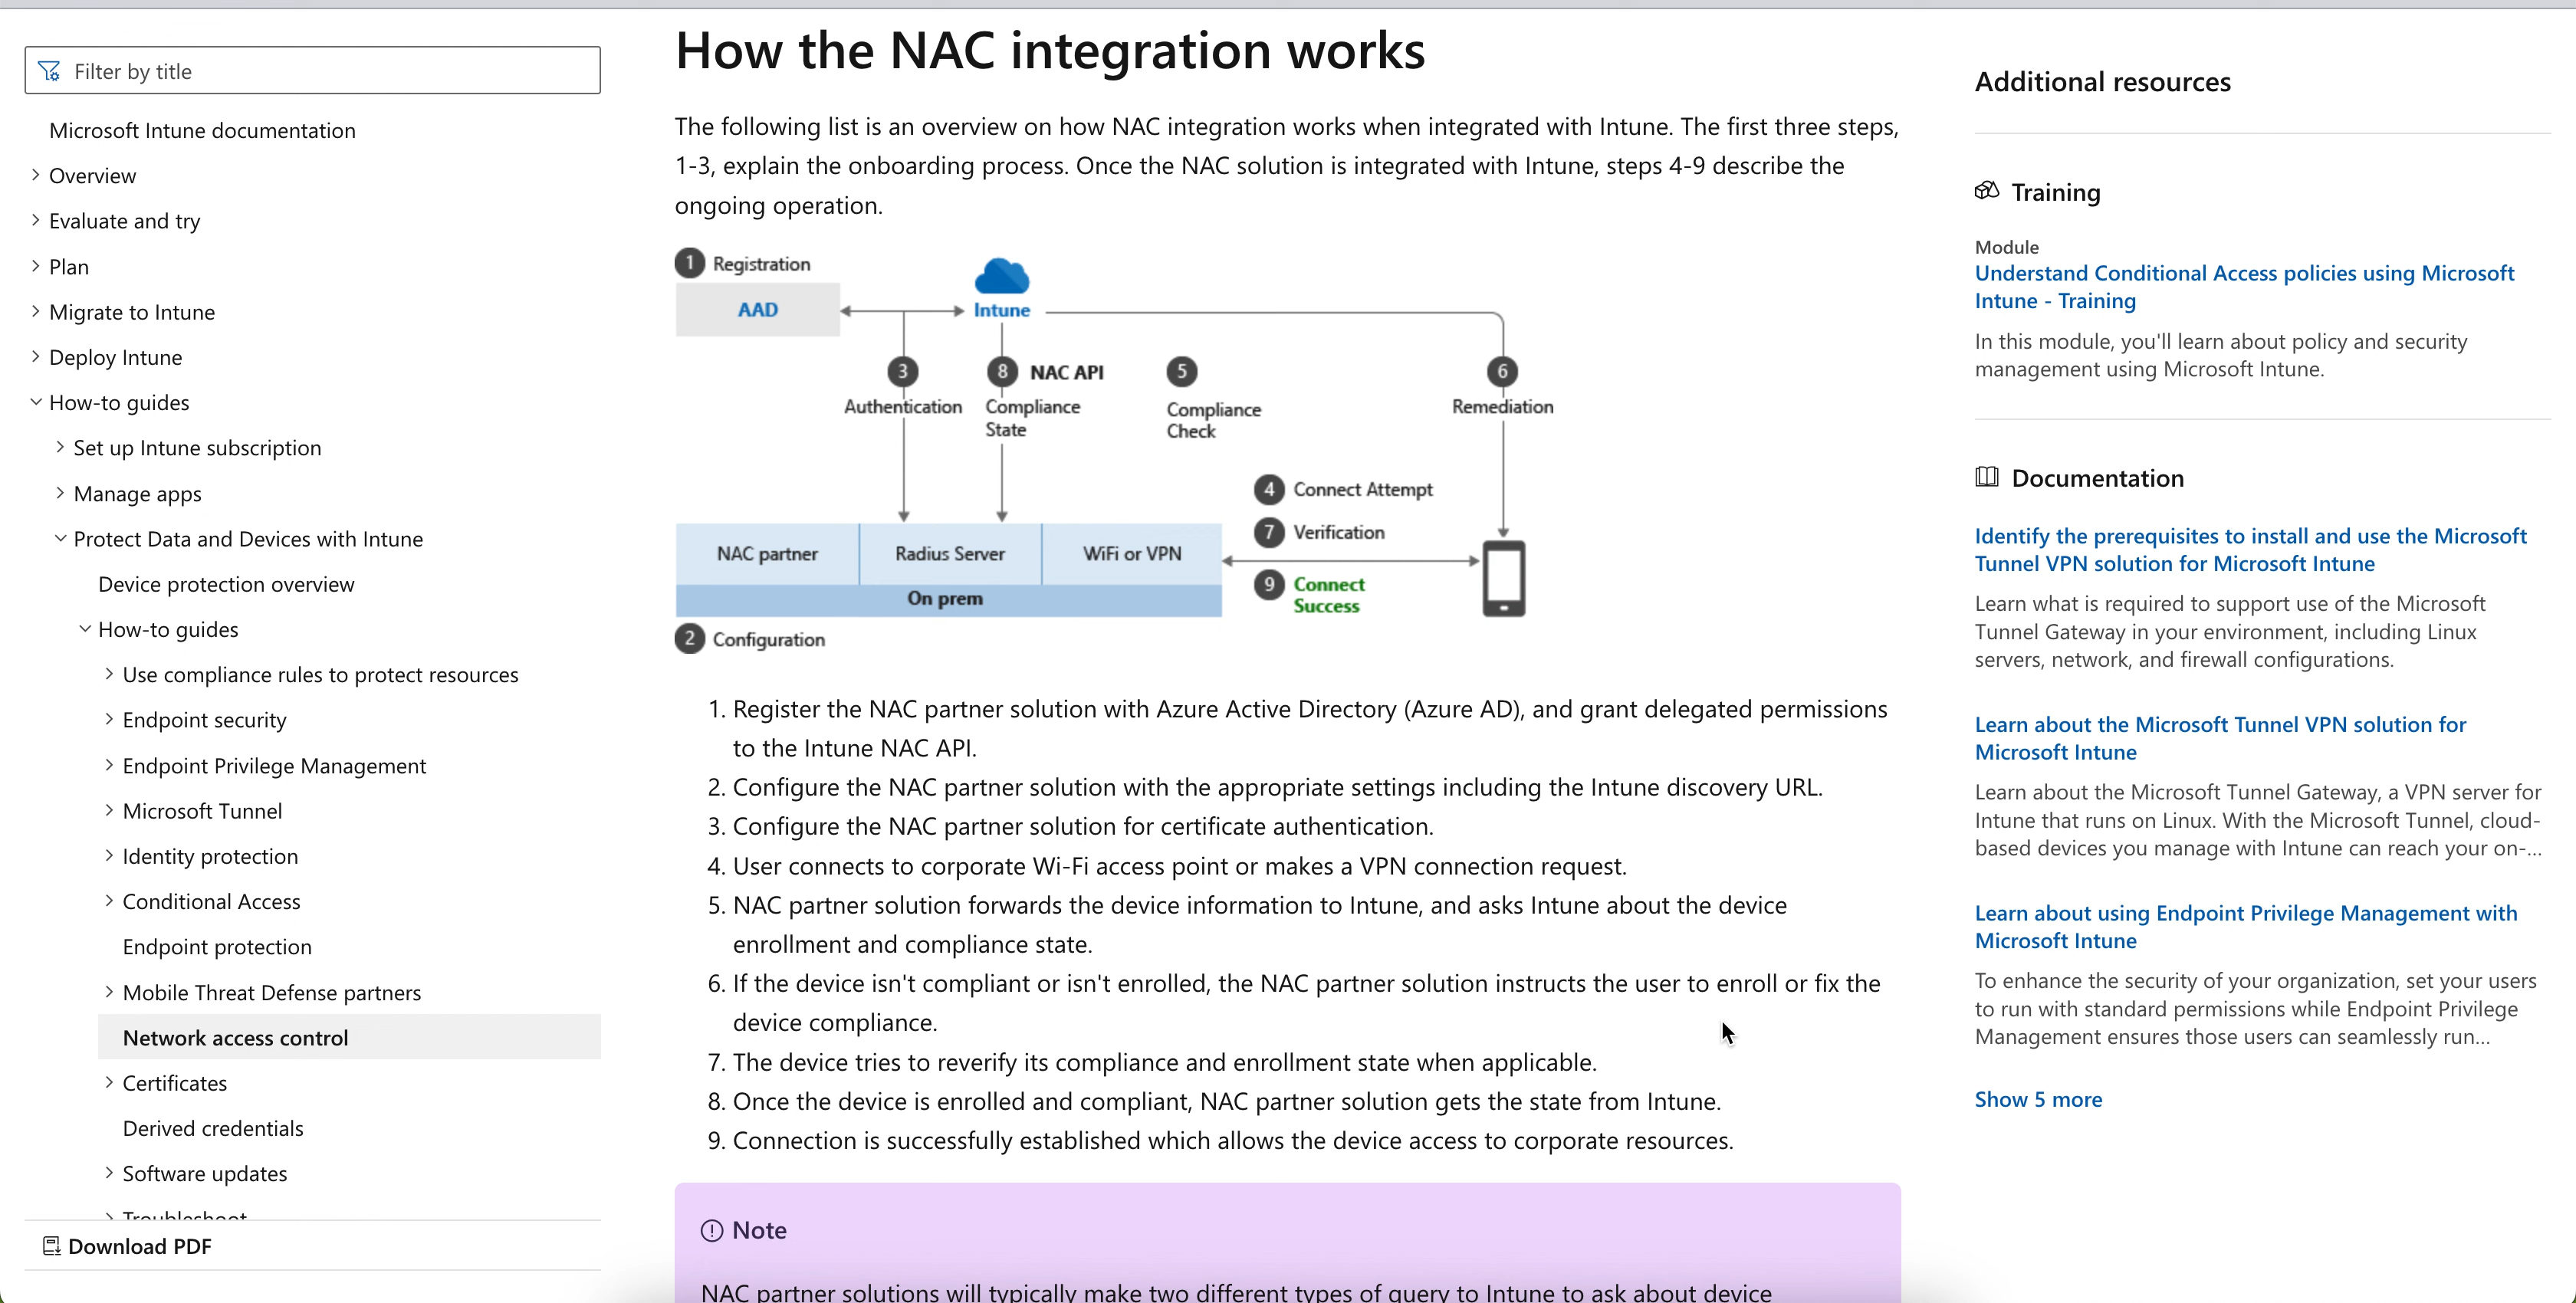 Filter by title
Microsoft Intune documentation
Overview
Evaluate and try
Plan
Migrate to Intune
Deploy Intune
How-to guides
Set up Intune subscription
Manage apps
Protect Data and Devices with Intune
Device protection overview
How-to guides
Use compliance rules to protect resources
Endpoint security
Endpoint Privilege Management
Microsoft Tunnel
Identity protection
Conditional Access
Endpoint protection
Mobile Threat Defense partners
Network access control
Certificates
Derived credentials
Software updates
Troubleshoot
Download PDF
How the NAC integration works
The following list is an overview on how NAC integration works when integrated with Intune. The first three steps,
1-3, explain the onboarding process. Once the NAC solution is integrated with Intune, steps 4-9 describe the
ongoing operation.
1 Registration
AAD
Intune
3
Authentication
8 NAC API
Compliance
State
5
Compliance
Check
6
Remediation
4 Connect Attempt
7 Verification
9 Connect
Success
NAC partner
Radius Server
WiFi or VPN
On prem
2 Configuration
1. Register the NAC partner solution with Azure Active Directory (Azure AD), and grant delegated permissions
to the Intune NAC API.
2. Configure the NAC partner solution with the appropriate settings including the Intune discovery URL.
3. Configure the NAC partner solution for certificate authentication.
4. User connects to corporate Wi-Fi access point or makes a VPN connection request.
5. NAC partner solution forwards the device information to Intune, and asks Intune about the device
enrollment and compliance state.
6. If the device isn't compliant or isn't enrolled, the NAC partner solution instructs the user to enroll or fix the
device compliance.
7. The device tries to reverify its compliance and enrollment state when applicable.
8. Once the device is enrolled and compliant, NAC partner solution gets the state from Intune.
9. Connection is successfully established which allows the device access to corporate resources.
Note
NAC partner solutions will typically make two different types of query to Intune to ask about device
Additional resources
Training
Module
Understand Conditional Access policies using Microsoft
Intune - Training
In this module, you'll learn about policy and security
management using Microsoft Intune.
Documentation
Identify the prerequisites to install and use the Microsoft
Tunnel VPN solution for Microsoft Intune
Learn what is required to support use of the Microsoft
Tunnel Gateway in your environment, including Linux
servers, network, and firewall configurations.
Learn about the Microsoft Tunnel VPN solution for
Microsoft Intune
Learn about the Microsoft Tunnel Gateway, a VPN server for
Intune that runs on Linux. With the Microsoft Tunnel, cloud-
based devices you manage with Intune can reach your on-...
Learn about using Endpoint Privilege Management with
Microsoft Intune
To enhance the security of your organization, set your users
to run with standard permissions while Endpoint Privilege
Management ensures those users can seamlessly run...
Show 5 more